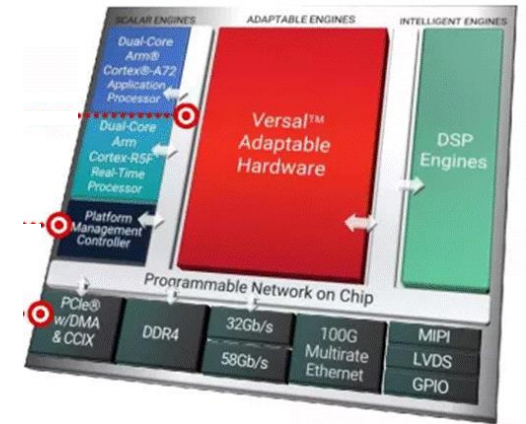 SCALAR ENGINES
ADAPTABLE ENGINES
INTELLIGENT ENGINES
Dual-Core
Arm®
Cortex®-A72
Application
Processor
Dual-Core
Arm
Cortex-R5F
Real-Time
Processor
Platform
Management
Controller
Versal™
Adaptable
Hardware
DSP
Engines
Programmable Network on Chip
PCIe®
w/DMA
& CCIX
DDR4
32Gb/s
58Gb/s
100G
Multirate
Ethernet
MIPI
LVDS
GPIO